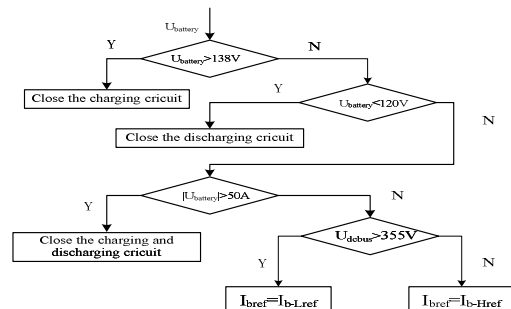 Ubattery
Y
N
Ubattery>138V
Close the charging cricuit
Y
Ubattery<120V
N
Close the discharging cricuit
|Ubattery|>50A
Y
N
Close the charging and
discharging cricuit
Udcbus>355V
Y
N
Ibref=Ib-Lref
Ibref=Ib-Href